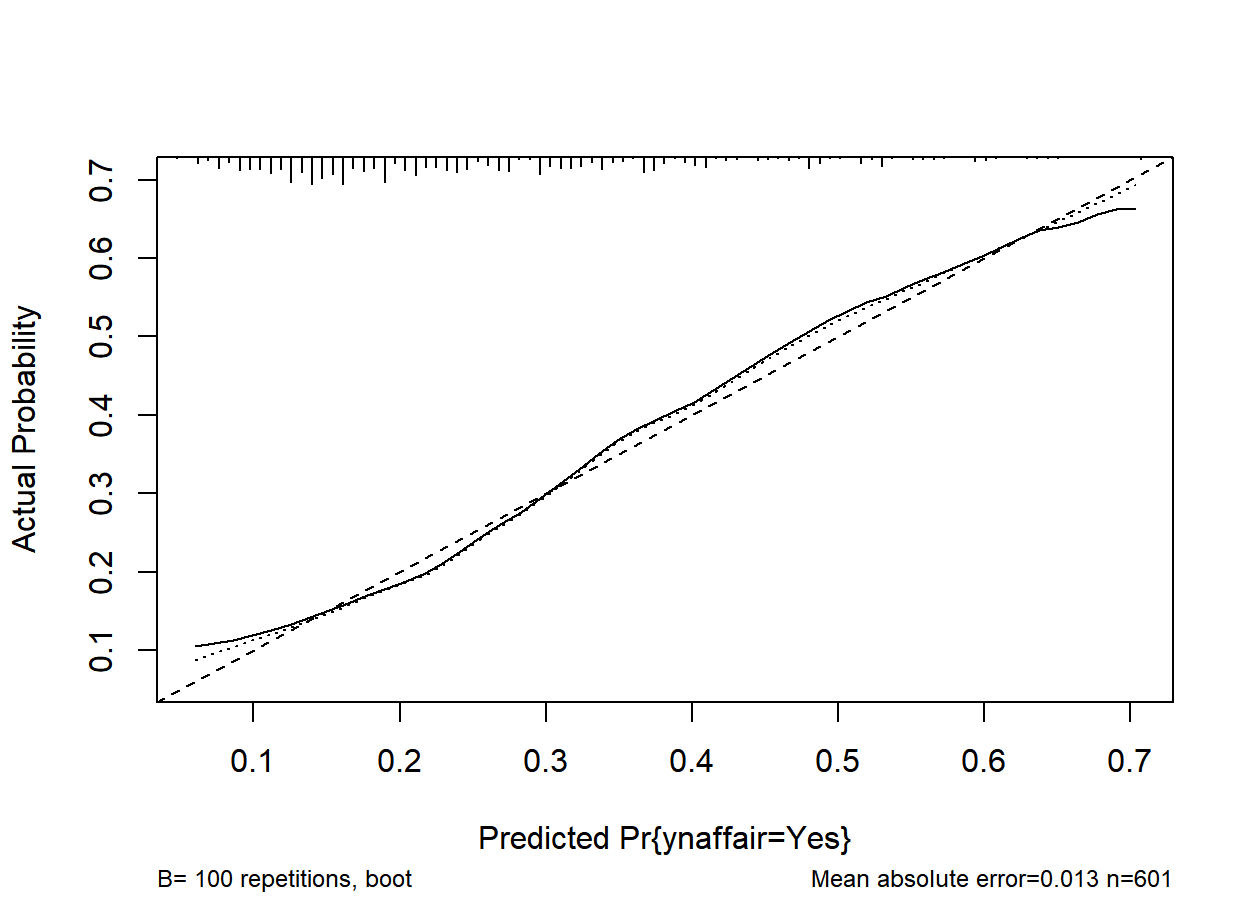 Actual Probability
0.7
0.6
0.5
0.4
0.3
0.2
0.1
0.1 0.2 0.3 0.4 0.5 0.6 0.7
Predicted Pr{ynaffair=Yes}
B= 100 repetitions, boot
Mean absolute error=0.013 n=601